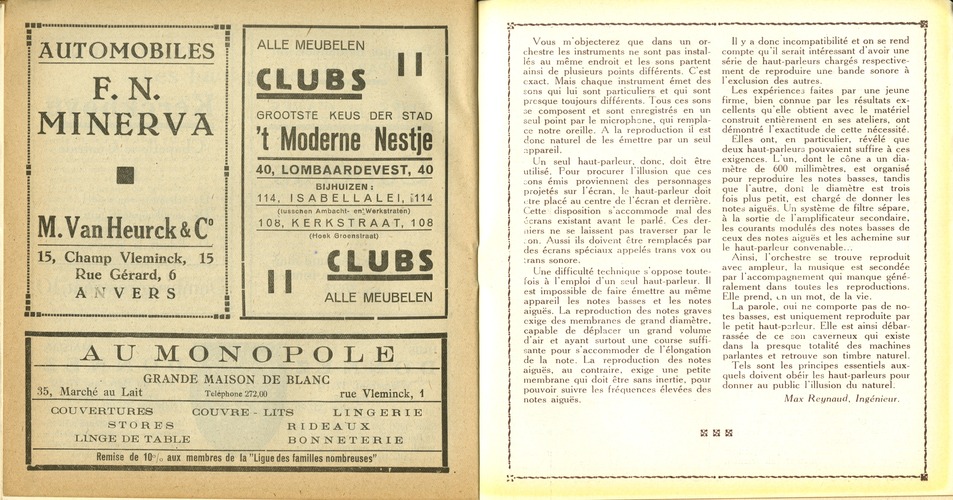 AUTOMOBILES
F. N.
MINERVA
M. Van Heurck & Cº
15, Champ Vleminck, 15
Rue Gérard, 6
ANVERS
ALLE MEUBELEN
CLUBS
GROOTSTE KEUS DER STAD
't Moderne Nestje
40, LOMBAARDEVEST, 40
BIJHUIZEN :
114, ISABELLALEI, 114
(tusschen Ambacht- en Werkstraten)
108, KERKSTRAAT, 108
(Hoek Groenstraat)
CLUBS
ALLE MEUBELEN
AU MONOPOLE
GRANDE MAISON DE BLANC
35, Marché au Lait Téléphone 272,00 rue Vleminck, 1
COUVERTURES COUVRE-LITS LINGERIE
STORES RIDEAUX
LINGE DE TABLE BONNETERIE
Remise de 10% aux membres de la "Ligue des familles nombreuses"
Vous m'objecterez que dans un or-
chestre les instruments ne sont pas instal-
lés au même endroit et les sons partent
ainsi de plusieurs points différents. C'est
exact. Mais chaque instrument émet des
sons qui lui sont particuliers et qui sont
presque toujours différents. Tous ces sons
se composent et sont enregistrés en un
seul point par le microphone, qui rempla-
ce notre oreille. A la reproduction il est
donc naturel de les émettre par un seul
appareil.
Un seul haut-parleur, donc, doit être
utilisé. Pour procurer l'illusion que ces
sons émis proviennent des personnages
projetés sur l'écran, le haut-parleur doit
être placé au centre de l'écran et derrière.
Cette disposition s'accommode mal des
écrans existant avant le parlé. Ces der-
niers ne se laissent pas traverser par le
son. Aussi ils doivent être remplacés par
des écrans spéciaux appelés trans vox ou
trans sonore.
Une difficulté technique s'oppose toute-
fois à l'emploi d'un seul haut-parleur. Il
est impossible de faire émettre au même
appareil les notes basses et les notes
aiguës. La reproduction des notes graves
exige des membranes de grand diamètre,
capable de déplacer un grand volume
d'air et ayant surtout une course suffi-
sante pour s'accommoder de l'élongation
de la note. La reproduction des notes
aiguës, au contraire, exige une petite
membrane qui doit être sans inertie, pour
pouvoir suivre les fréquences élevées des
notes aiguës.
Il y a donc incompatibilité et on se rend
compte qu'il serait intéressant d'avoir une
série de haut-parleurs chargés respective-
ment de reproduire une bande sonore à
l'exclusion des autres.
Les expériences faites par une jeune
firme, bien connue par les résultats ex-
cellents qu'elle obtient avec le matériel
construit entièrement en ses ateliers, ont
démontré l'exactitude de cette nécessité.
Elles ont, en particulier, révélé que
deux haut-parleurs pouvaient suffire à ces
exigences. L'un, dont le cône a un dia-
mètre de 600 millimètres, est organisé
pour reproduire les notes basses, tandis
que l'autre, dont le diamètre est trois
fois plus petit, est chargé de donner les
notes aiguës. Un système de filtre sépare,
à la sortie de l'amplificateur secondaire,
les courants modulés des notes basses de
ceux des notes aiguës et les achemine sur
le haut-parleur convenable...
Ainsi, l'orchestre se trouve reproduit
avec ampleur, la musique est secondée
par l'accompagnement qui manque géné-
ralement dans toutes les reproductions.
Elle prend, en un mot, de la vie.
La parole, qui ne comporte pas de no-
tes basses, est uniquement reproduite par
le petit haut-parleur. Elle est ainsi débar-
rassée de ce son caverneux qui existe
dans la presque totalité des machines
parlantes et retrouve son timbre naturel.
Tels sont les principes essentiels aux-
quels doivent obéir les haut-parleurs pour
donner au public l'illusion du naturel.
Max Reynaud, Ingénieur.